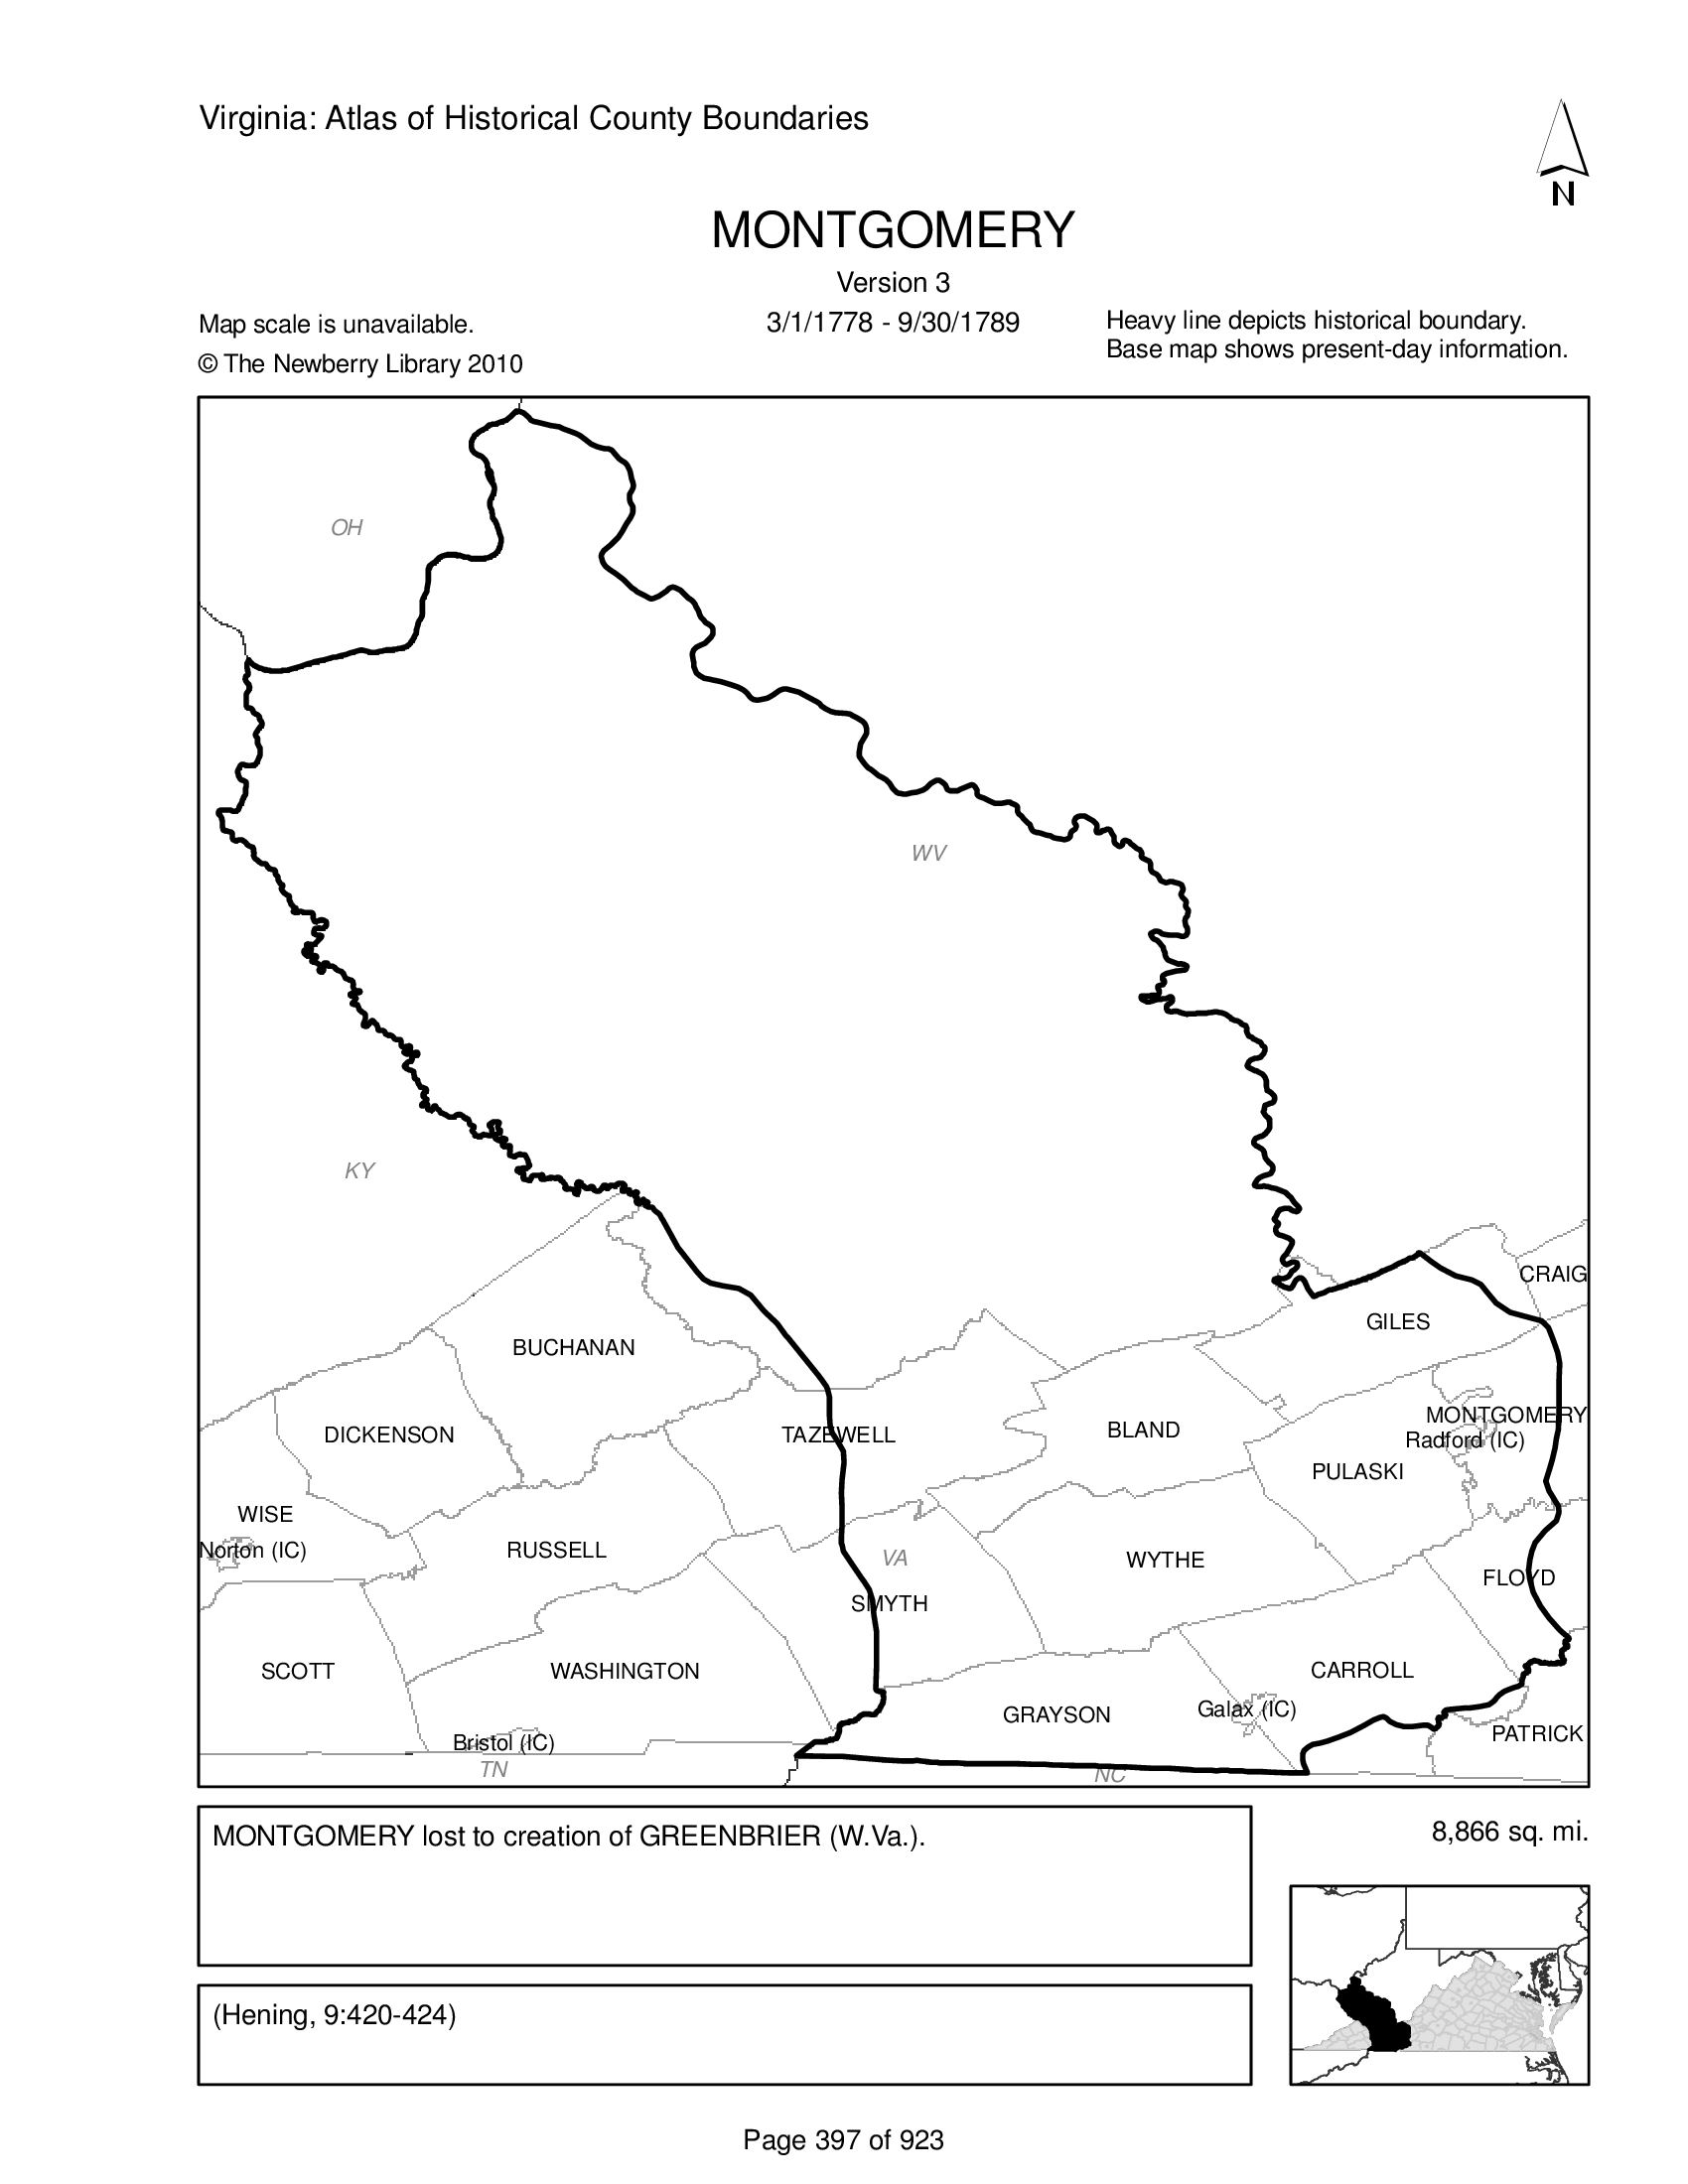 Virginia: Atlas of Historical County Boundaries
N
MONTGOMERY
Version 3
Map scale is unavailable.
3/1/1778 - 9/30/1789
Heavy line depicts historical boundary.
© The Newberry Library 2010
Base map shows present-day information.
OH
WV
KY
CRAIG
GILES
BUCHANAN
MONTGOMERY
DICKENSON
TAZEWELL
BLAND
Radford (IC)
PULASKI
WISE
Norton (IC)
RUSSELL
VA
WYTHE
FLOYD
SMYTH
SCOTT
WASHINGTON
CARROLL
GRAYSON
Galax (IC)
PATRICK
Bristol (IC)
TN
NC
MONTGOMERY lost to creation of GREENBRIER (W.Va.).
8,866 sq. mi.
(Hening, 9:420-424)
Page 397 of 923